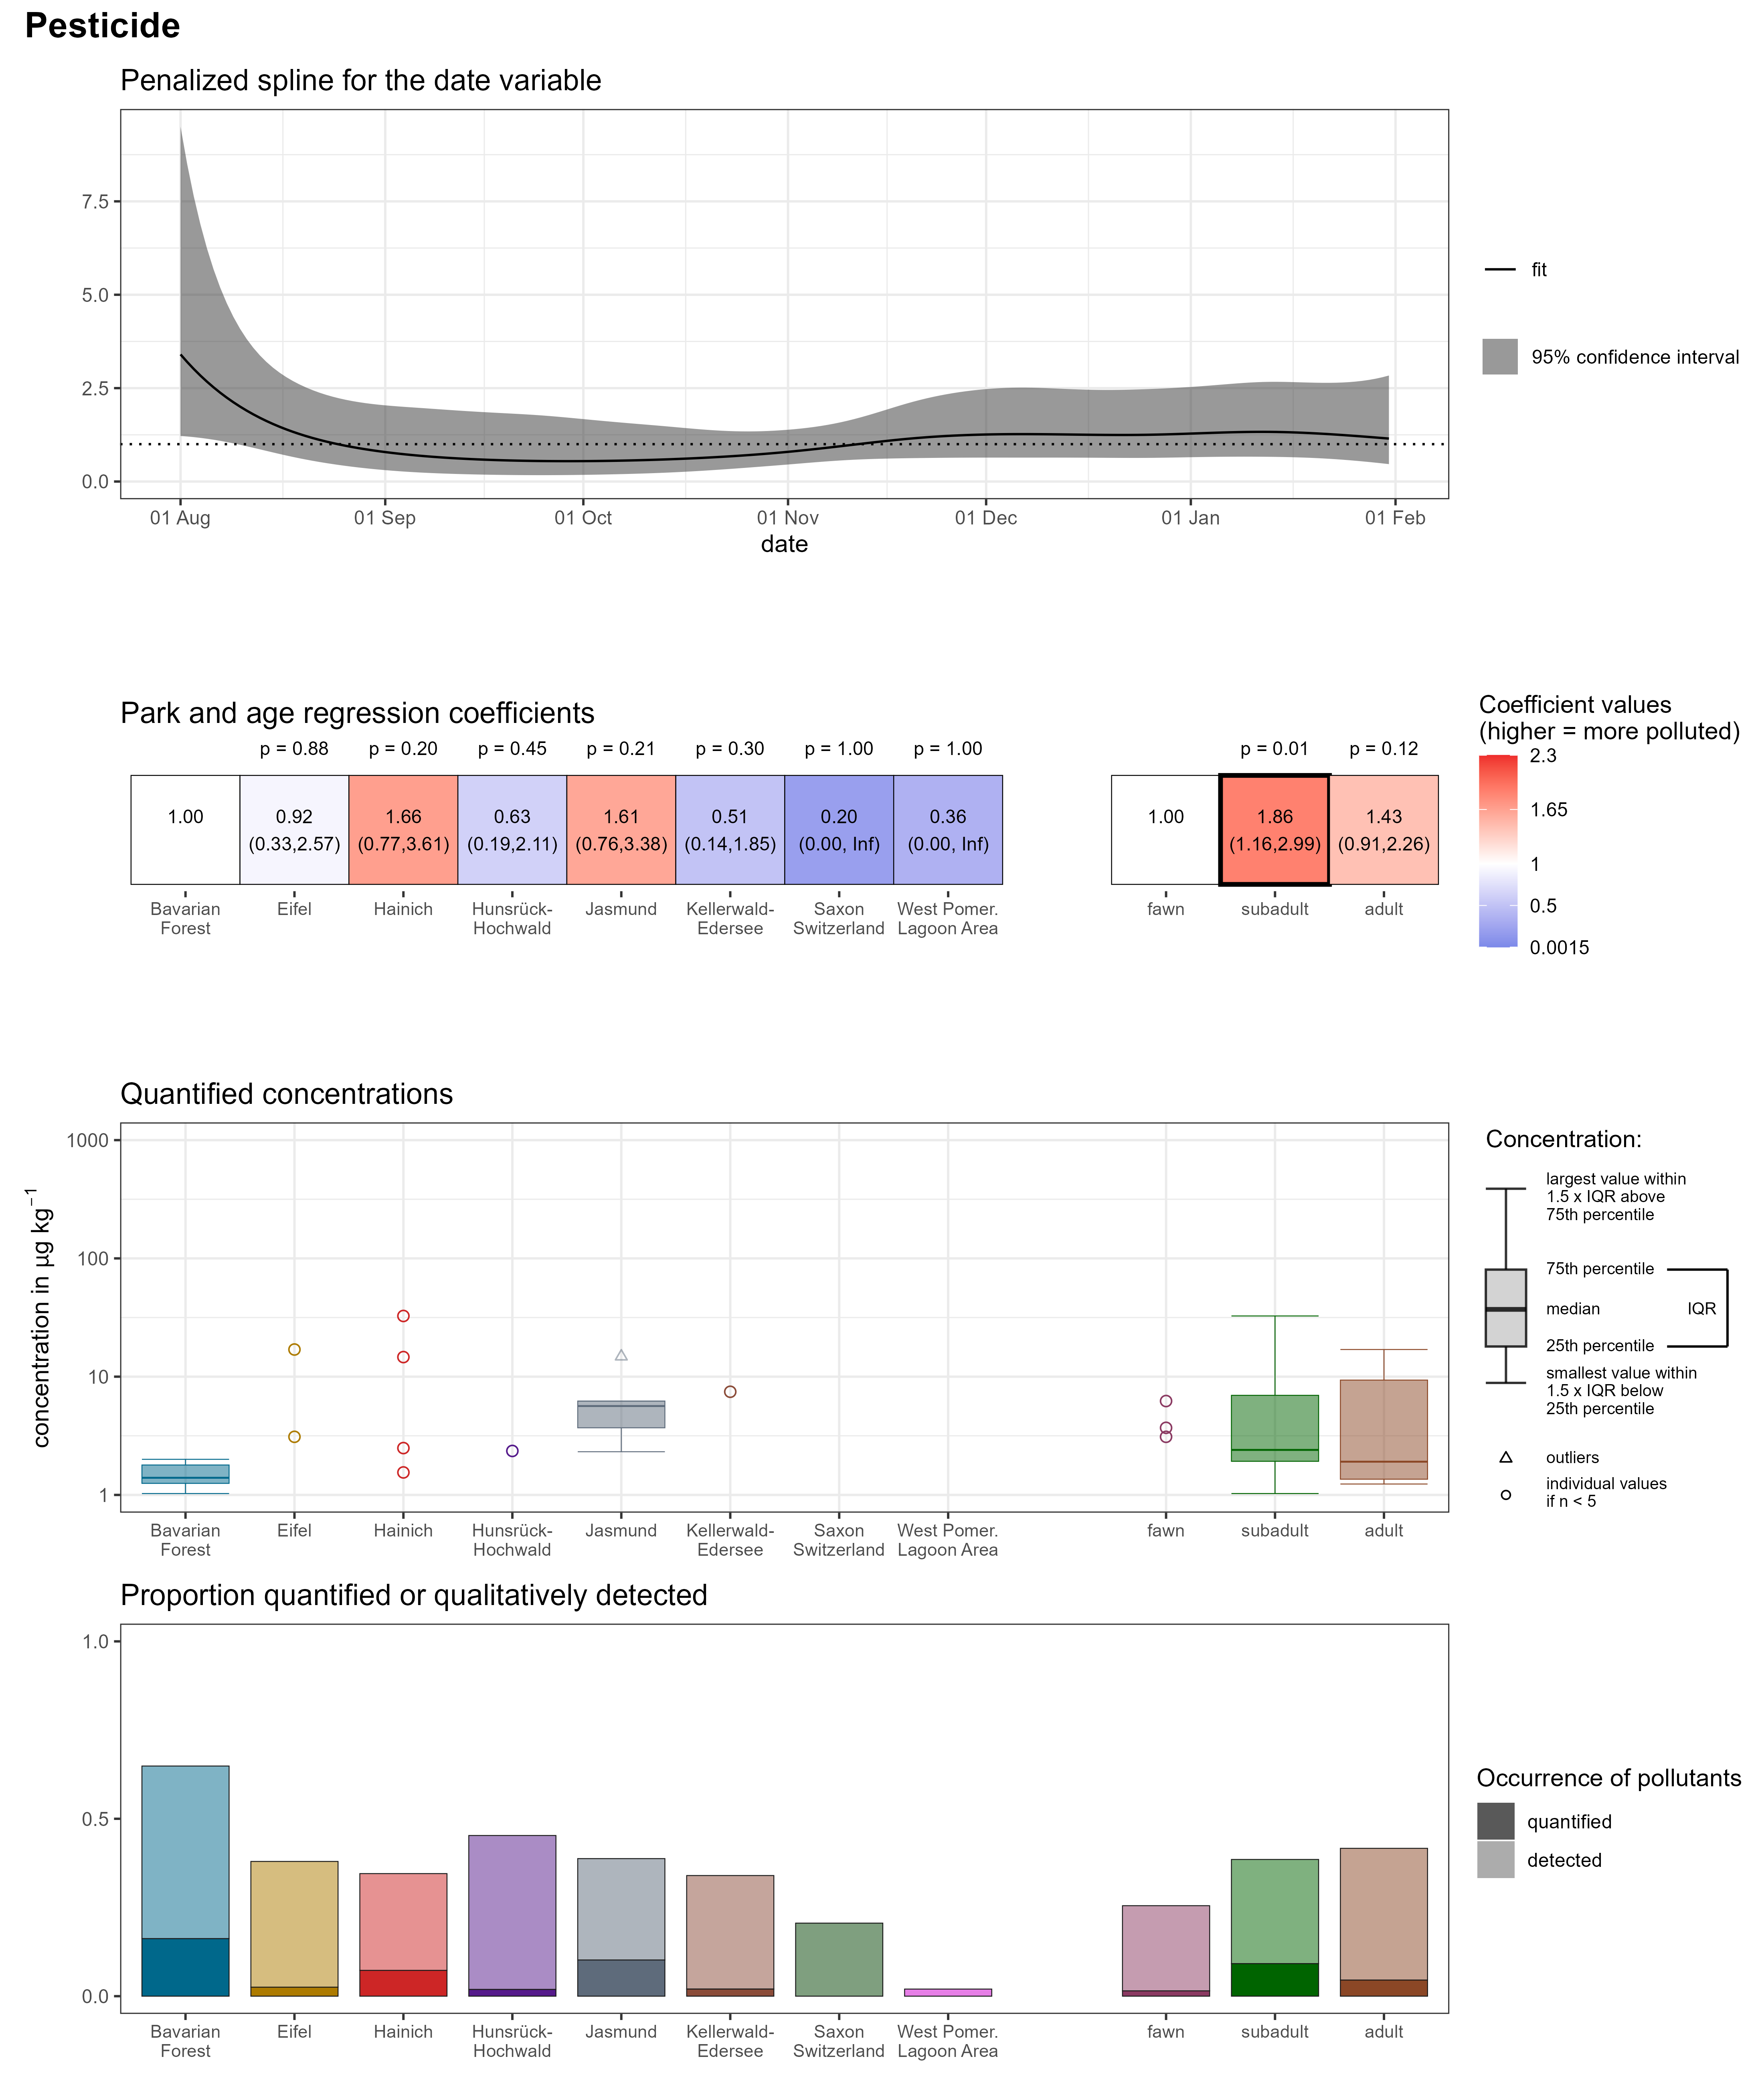 Pesticide
Penalized spline for the date variable
7.5
5.0
2.5
0.0
01 Aug 01 Sep 01 Oct 01 Nov 01 Dec 01 Jan 01 Feb
date
fit
95% confidence interval
Park and age regression coefficients
p = 0.88 p = 0.20 p = 0.45 p = 0.21 p = 0.30 p = 1.00 p = 1.00 p = 0.01 p = 0.12
1.00 0.92 1.66 0.63 1.61 0.51 0.20 0.36 1.00 1.86 1.43
(0.33,2.57) (0.77,3.61) (0.19,2.11) (0.76,3.38) (0.14,1.85) (0.00, Inf) (0.00, Inf) (1.16,2.99) (0.91,2.26)
Bavarian Eifel Hainich Hunsrück- Jasmund Kellerwald- Saxon West Pomer. fawn subadult adult
Forest Hochwald Edersee Switzerland Lagoon Area
Coefficient values
(higher = more polluted)
2.3
1.65
1
0.5
0.0015
Quantified concentrations
concentration in µg kg⁻¹
1000
100
10
1
Bavarian Eifel Hainich Hunsrück- Jasmund Kellerwald- Saxon West Pomer. fawn subadult adult
Forest Hochwald Edersee Switzerland Lagoon Area
Concentration:
largest value within
1.5 x IQR above
75th percentile
75th percentile
median IQR
25th percentile
smallest value within
1.5 x IQR below
25th percentile
outliers
individual values
if n < 5
Proportion quantified or qualitatively detected
1.0
0.5
0.0
Bavarian Eifel Hainich Hunsrück- Jasmund Kellerwald- Saxon West Pomer. fawn subadult adult
Forest Hochwald Edersee Switzerland Lagoon Area
Occurrence of pollutants
quantified
detected